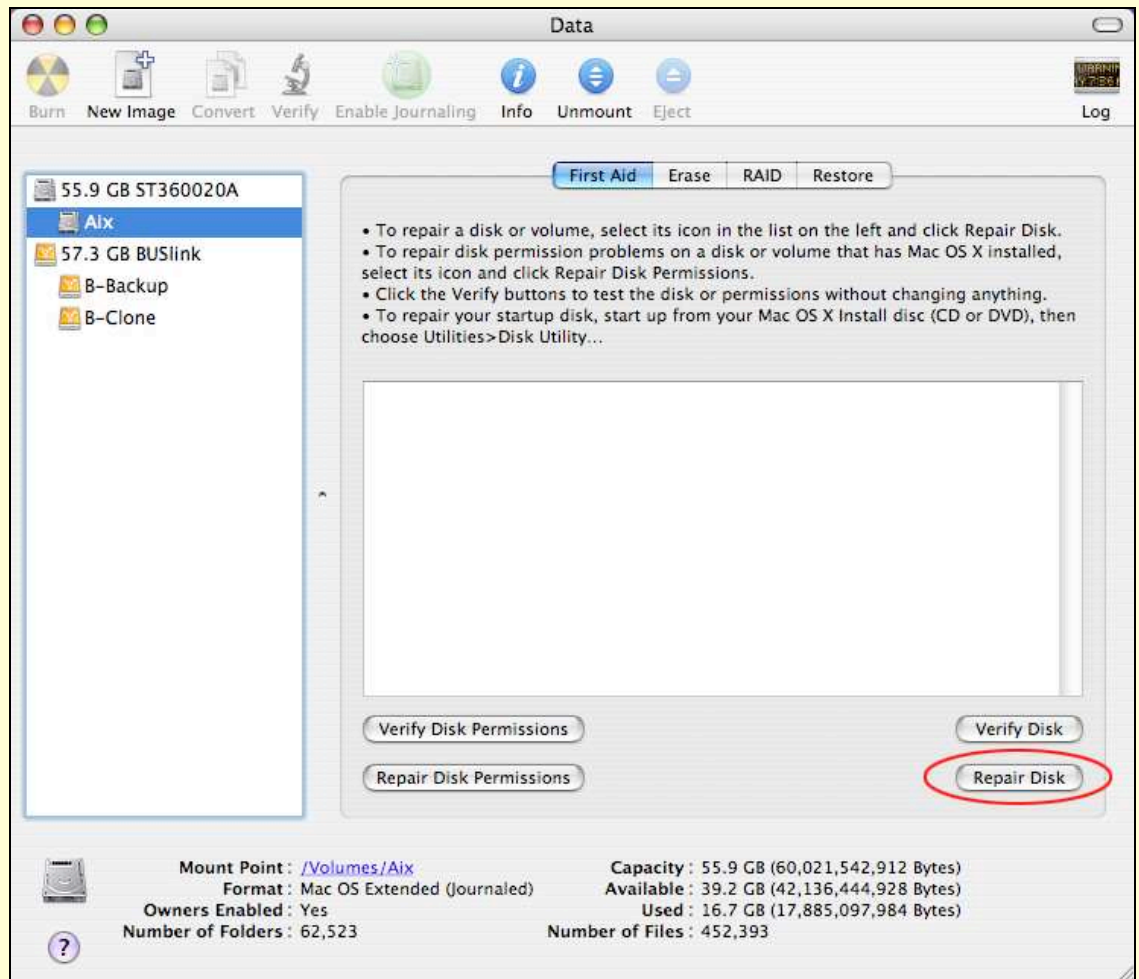 Data
Burn New Image Convert Verify Enable Journaling Info Unmount Eject Log
55.9 GB ST360020A
Aix
57.3 GB BUSlink
B-Backup
B-Clone
First Aid Erase RAID Restore
• To repair a disk or volume, select its icon in the list on the left and click Repair Disk.
• To repair disk permission problems on a disk or volume that has Mac OS X installed,
select its icon and click Repair Disk Permissions.
• Click the Verify buttons to test the disk or permissions without changing anything.
• To repair your startup disk, start up from your Mac OS X Install disc (CD or DVD), then
choose Utilities>Disk Utility...
Verify Disk Permissions Verify Disk
Repair Disk Permissions Repair Disk
Mount Point : /Volumes/Aix Capacity : 55.9 GB (60,021,542,912 Bytes)
Format : Mac OS Extended (Journaled) Available : 39.2 GB (42,136,444,928 Bytes)
Owners Enabled : Yes Used : 16.7 GB (17,885,097,984 Bytes)
Number of Folders : 62,523 Number of Files : 452,393
?